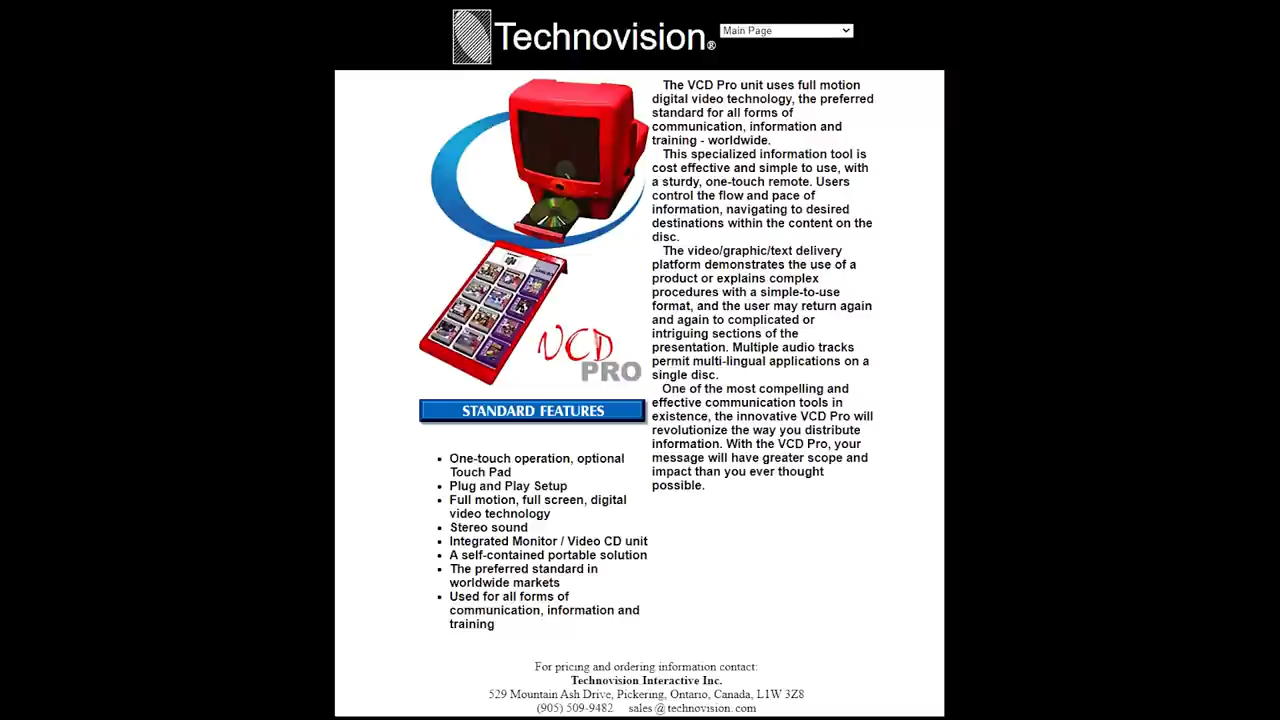 Technovision®
Main Page
VCD
PRO
STANDARD FEATURES
One-touch operation, optional
Touch Pad
Plug and Play Setup
Full motion, full screen, digital
video technology
Stereo sound
Integrated Monitor / Video CD unit
A self-contained portable solution
The preferred standard in
worldwide markets
Used for all forms of
communication, information and
training
The VCD Pro unit uses full motion
digital video technology, the preferred
standard for all forms of
communication, information and
training - worldwide.
This specialized information tool is
cost effective and simple to use, with
a sturdy, one-touch remote. Users
control the flow and pace of
information, navigating to desired
destinations within the content on the
disc.
The video/graphic/text delivery
platform demonstrates the use of a
product or explains complex
procedures with a simple-to-use
format, and the user may return again
and again to complicated or
intriguing sections of the
presentation. Multiple audio tracks
permit multi-lingual applications on a
single disc.
One of the most compelling and
effective communication tools in
existence, the innovative VCD Pro will
revolutionize the way you distribute
information. With the VCD Pro, your
message will have greater scope and
impact than you ever thought
possible.
For pricing and ordering information contact:
Technovision Interactive Inc.
529 Mountain Ash Drive, Pickering, Ontario, Canada, L1W 3Z8
(905) 509-9482 sales @ technovision. com